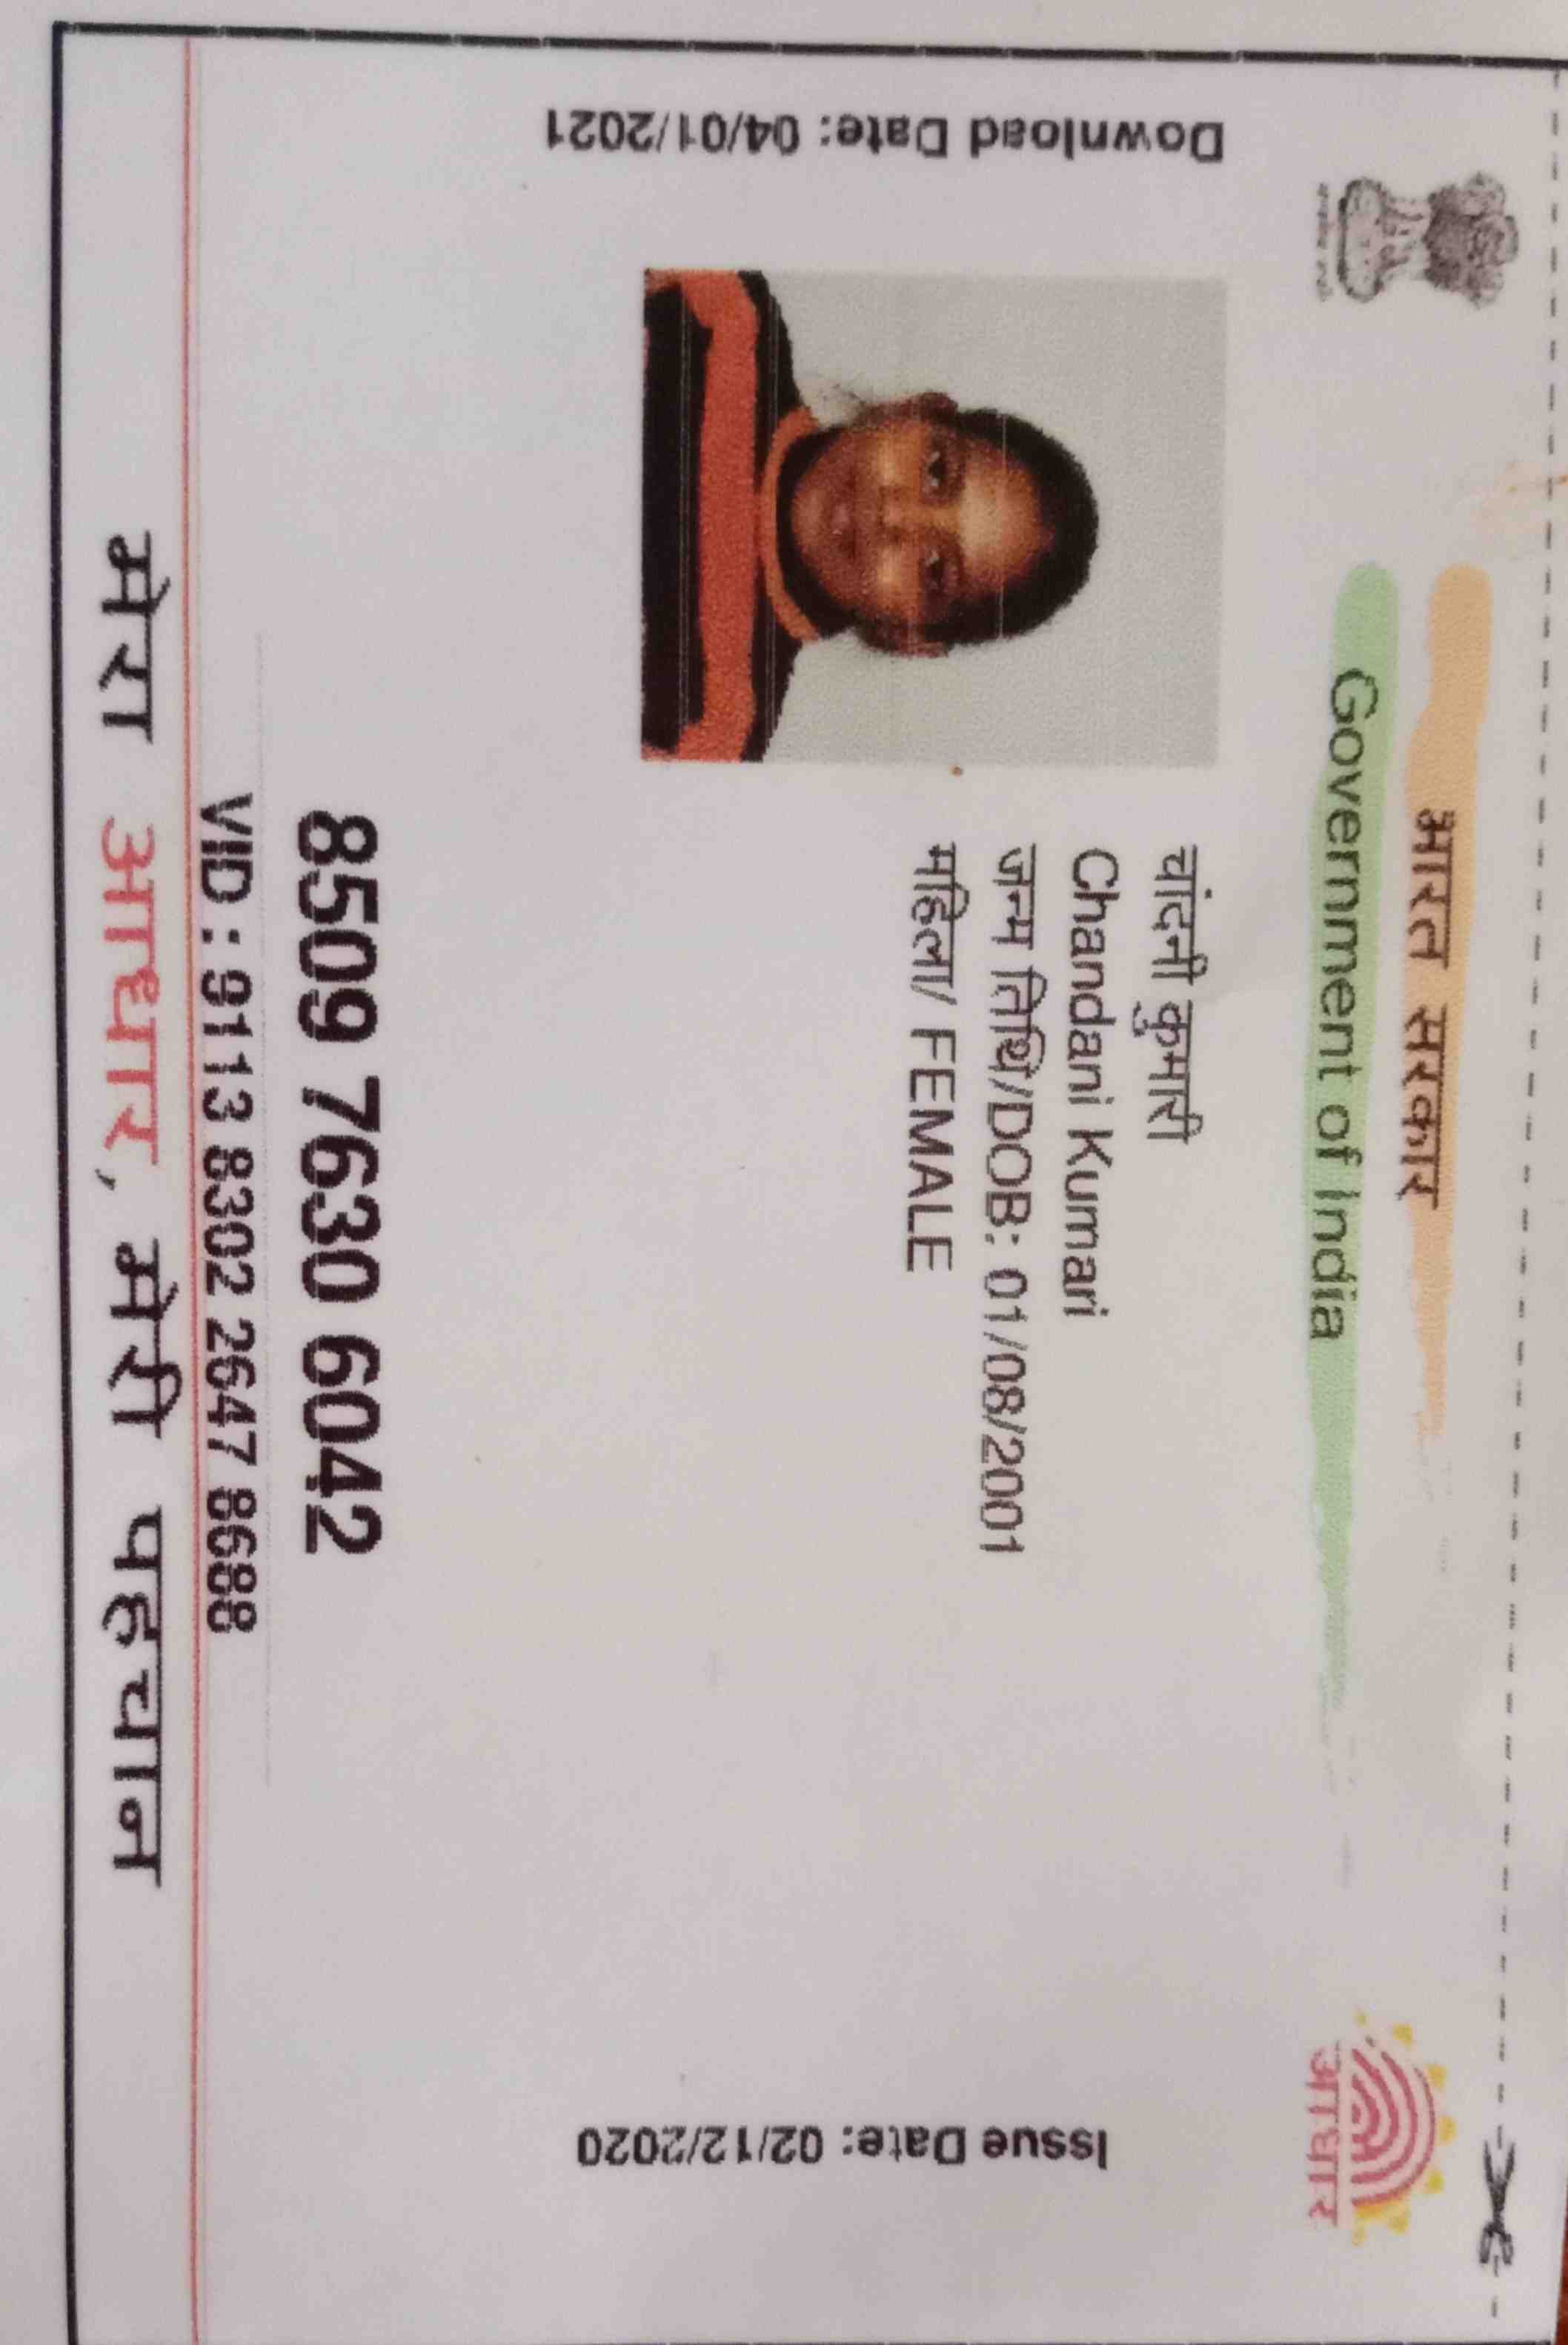 भारत सरकार
Government of India
आधार
Download Date: 04/01/2021
चांदनी कुमारी
Chandani Kumari
जन्म तिथि/DOB: 01/08/2001
महिला/ FEMALE
Issue Date: 02/12/2020
8509 7630 6042
VID : 9113 8302 2647 8688
मेरा आधार, मेरी पहचान